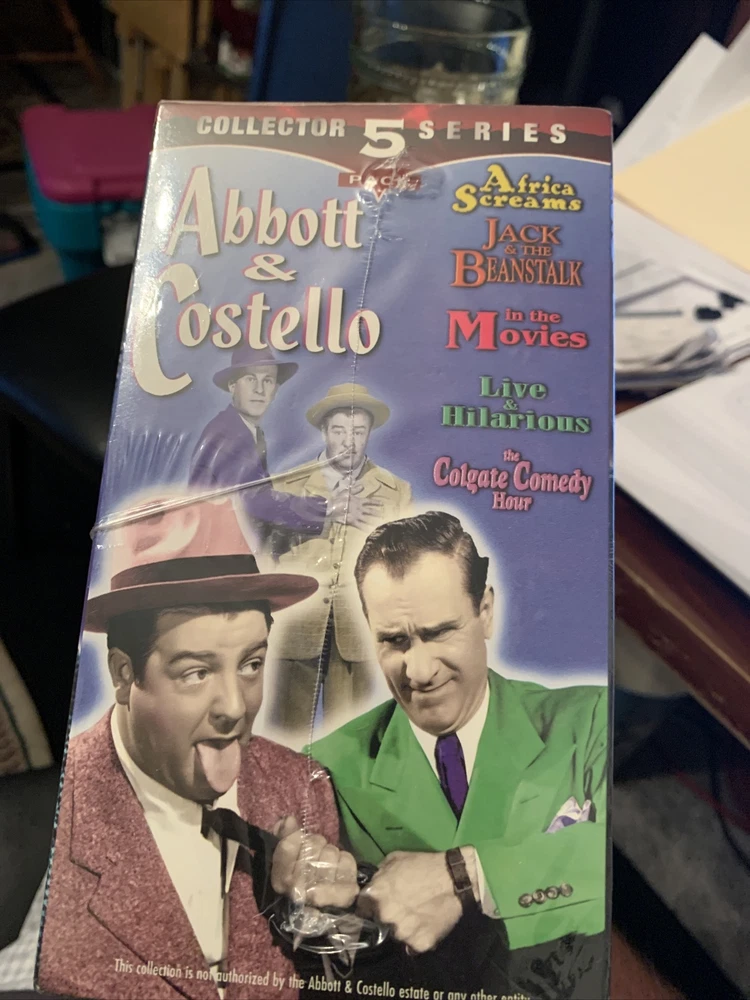 COLLECTOR 5 SERIES
PACK
Abbott
&
Costello
Africa
Screams
JACK
& THE
BEANSTALK
in the
Movies
Live
&
Hilarious
the
Colgate Comedy
Hour
This collection is not authorized by the Abbott & Costello estate or any other entity